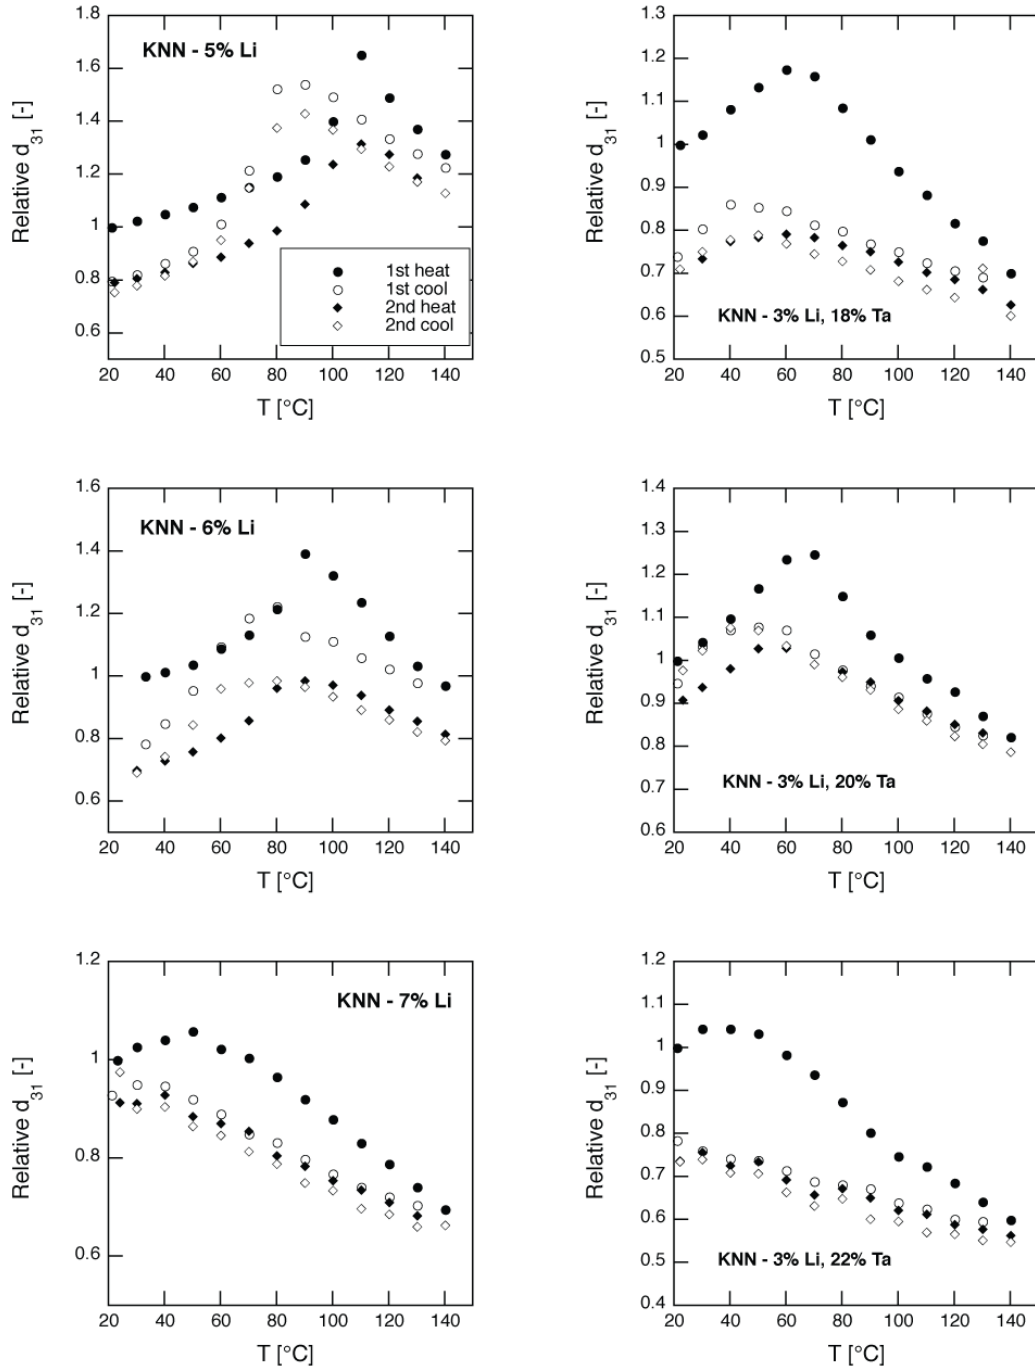 KNN - 5% Li
Relative d31 [-]
1.8
1.6
1.4
1.2
1
0.8
0.6
1st heat
1st cool
2nd heat
2nd cool
20 40 60 80 100 120 140
T [°C]
KNN - 3% Li, 18% Ta
Relative d31 [-]
1.3
1.2
1.1
1
0.9
0.8
0.7
0.6
0.5
20 40 60 80 100 120 140
T [°C]
KNN - 6% Li
Relative d31 [-]
1.6
1.4
1.2
1
0.8
0.6
20 40 60 80 100 120 140
T [°C]
KNN - 3% Li, 20% Ta
Relative d31 [-]
1.4
1.3
1.2
1.1
1
0.9
0.8
0.7
0.6
20 40 60 80 100 120 140
T [°C]
KNN - 7% Li
Relative d31 [-]
1.2
1
0.8
0.6
20 40 60 80 100 120 140
T [°C]
KNN - 3% Li, 22% Ta
Relative d31 [-]
1.2
1.1
1
0.9
0.8
0.7
0.6
0.5
0.4
20 40 60 80 100 120 140
T [°C]